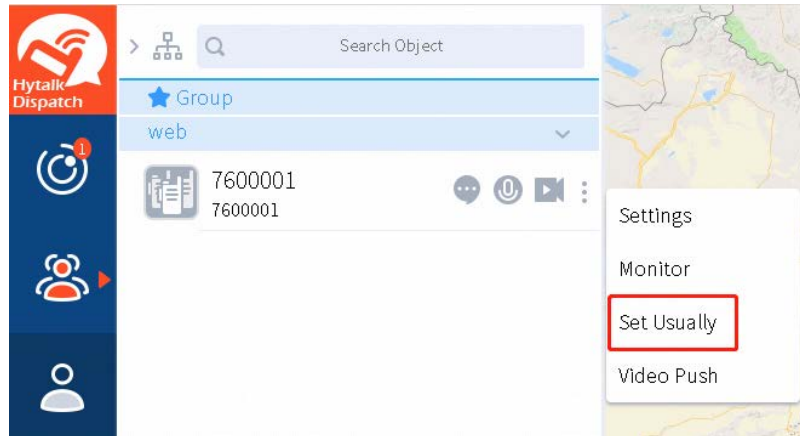 Hytalk
Dispatch
Search Object
Group
web
1
7600001
7600001
Settings
Monitor
Set Usually
Video Push